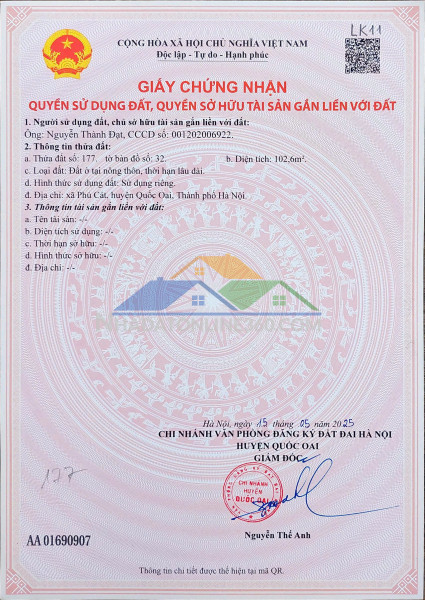 CỘNG HÒA XÃ HỘI CHỦ NGHĨA VIỆT NAM
Độc lập - Tự do - Hạnh phúc
LK11
GIẤY CHỨNG NHẬN
QUYỀN SỬ DỤNG ĐẤT, QUYỀN SỞ HỮU TÀI SẢN GẮN LIỀN VỚI ĐẤT
1. Người sử dụng đất, chủ sở hữu tài sản gắn liền với đất:
Ông: Nguyễn Thành Đạt, CCCD số: 001202006922.
2. Thông tin thửa đất:
a. Thửa đất số: 177. tờ bản đồ số: 32. b. Diện tích: 102,6m².
c. Loại đất: Đất ở tại nông thôn, thời hạn lâu dài.
d. Hình thức sử dụng đất: Sử dụng riêng.
đ. Địa chỉ: xã Phú Cát, huyện Quốc Oai, Thành phố Hà Nội.
3. Thông tin tài sản gắn liền với đất:
a. Tên tài sản: -/-
b. Diện tích sử dụng: -/-
c. Thời hạn sở hữu: -/-
d. Hình thức sở hữu: -/-
đ. Địa chỉ: -/-
NHADATONLINE360.COM
Hà Nội, ngày 15 tháng 05 năm 2025
CHI NHÁNH VĂN PHÒNG ĐĂNG KÝ ĐẤT ĐAI HÀ NỘI
HUYỆN QUỐC OAI
GIÁM ĐỐC
CHI NHÁNH
HUYỆN
QUỐC OAI
177
Nguyễn Thế Anh
AA 01690907
Thông tin chi tiết được thể hiện tại mã QR.